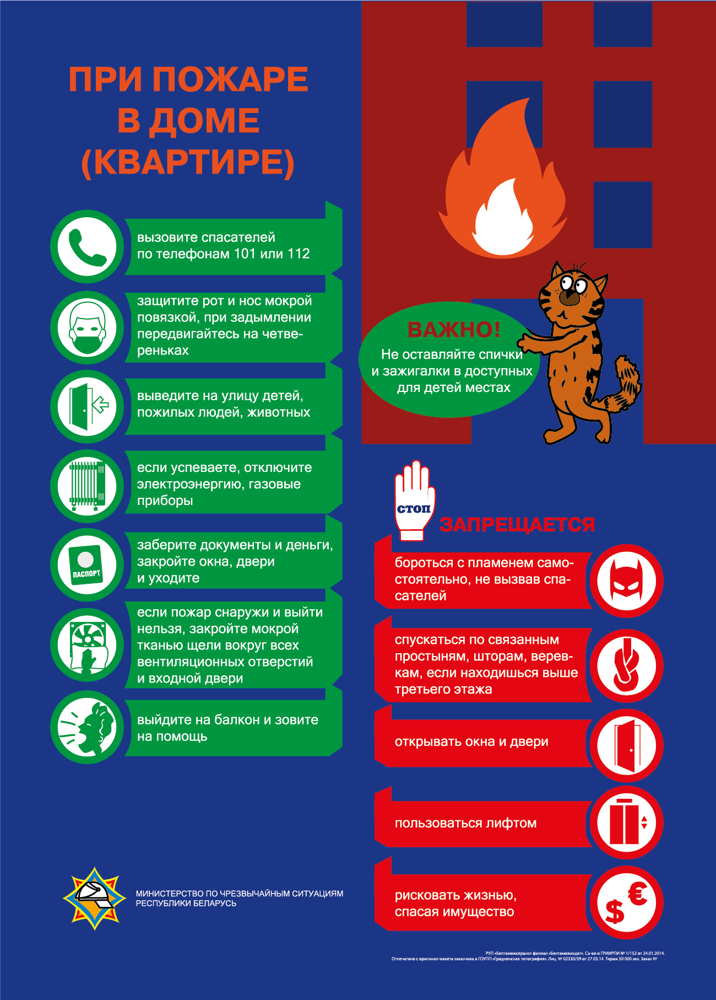 ПРИ ПОЖАРЕ
В ДОМЕ
(КВАРТИРЕ)
вызовите спасателей
по телефонам 101 или 112
защитите рот и нос мокрой
повязкой, при задымлении
передвигайтесь на четве-
реньках
выведите на улицу детей,
пожилых людей, животных
если успеваете, отключите
электроэнергию, газовые
приборы
ПАСПОРТ
заберите документы и деньги,
закройте окна, двери
и уходите
если пожар снаружи и выйти
нельзя, закройте мокрой
тканью щели вокруг всех
вентиляционных отверстий
и входной двери
выйдите на балкон и зовите
на помощь
МИНИСТЕРСТВО ПО ЧРЕЗВЫЧАЙНЫМ СИТУАЦИЯМ
РЕСПУБЛИКИ БЕЛАРУСЬ
ВАЖНО!
Не оставляйте спички
и зажигалки в доступных
для детей местах
СТОП
ЗАПРЕЩАЕТСЯ
бороться с пламенем само-
стоятельно, не вызвав спа-
сателей
спускаться по связанным
простыням, шторам, верев-
кам, если находишься выше
третьего этажа
открывать окна и двери
пользоваться лифтом
рисковать жизнью,
спасая имущество
$ €
РУП «Белтаможсервис» филиал «Белтаможиздат». Св-во о ГРИИРПИ № 1/152 от 24.01.2014.
Отпечатано с оригинал-макета заказчика в ГОУПП «Гродненская типография». Лиц. № 02330/39 от 27.03.14. Тираж 50 000 экз. Заказ №